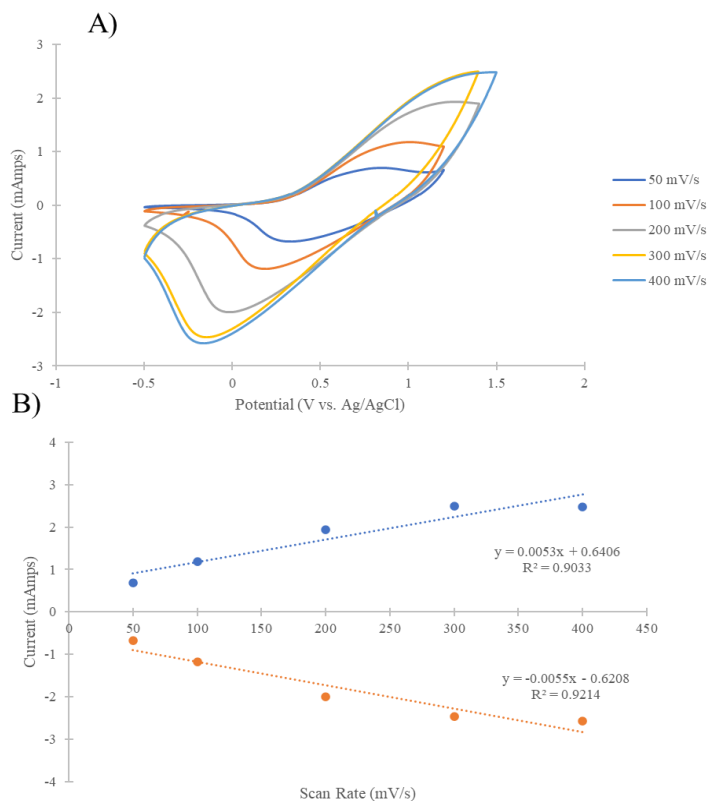 A)
3
2
1
0
-1
-2
-3
-1
-0.5
0
0.5
1
1.5
2
Current (mAmps)
Potential (V vs. Ag/AgCl)
50 mV/s
100 mV/s
200 mV/s
300 mV/s
400 mV/s
B)
4
3
2
1
0
-1
-2
-3
-4
0
50
100
150
200
250
300
350
400
450
Current (mAmps)
y = 0.0053x + 0.6406
R² = 0.9033
y = -0.0055x - 0.6208
R² = 0.9214
Scan Rate (mV/s)